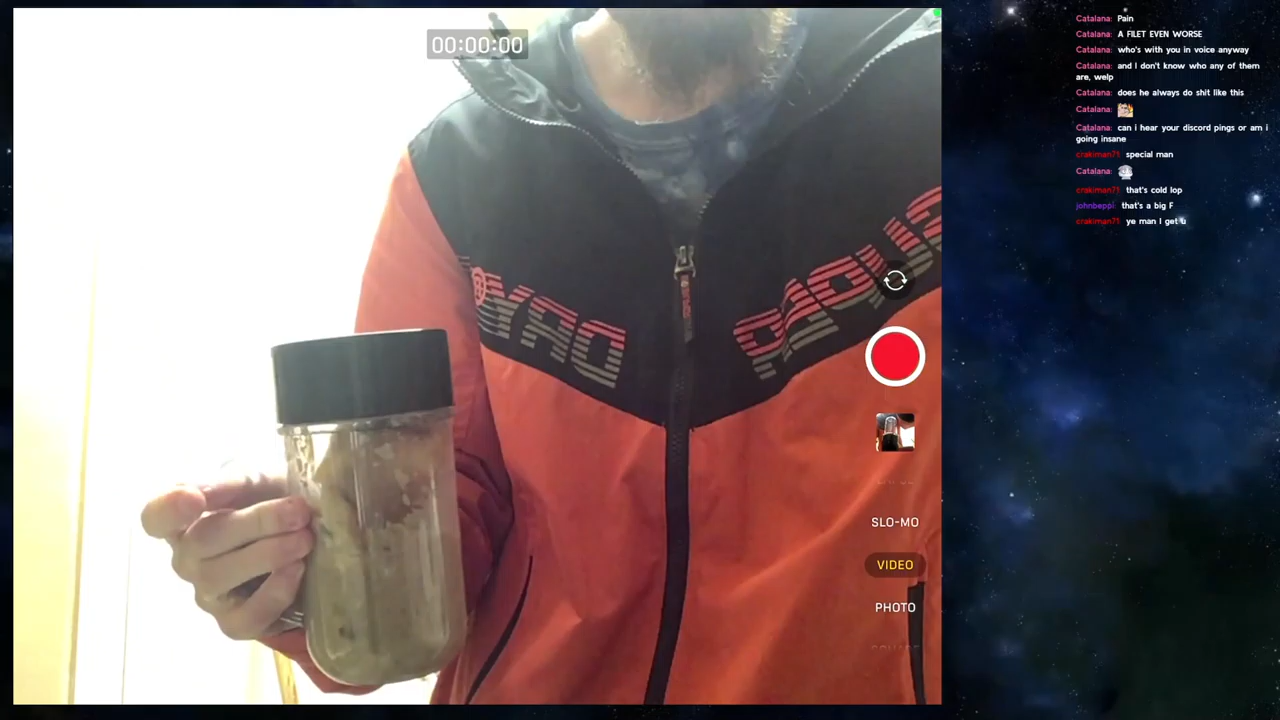 00:00:00
SLO-MO
VIDEO
PHOTO
Catalana: Pain
Catalana: A FILET EVEN WORSE
Catalana: who's with you in voice anyway
Catalana: and I don't know who any of them
are, welp
Catalana: does he always do shit like this
Catalana:
Catalana: can i hear your discord pings or am i
going insane
crakiman71: special man
Catalana:
crakiman71: that's cold lop
johnbeppi: that's a big F
crakiman71: ye man I get u